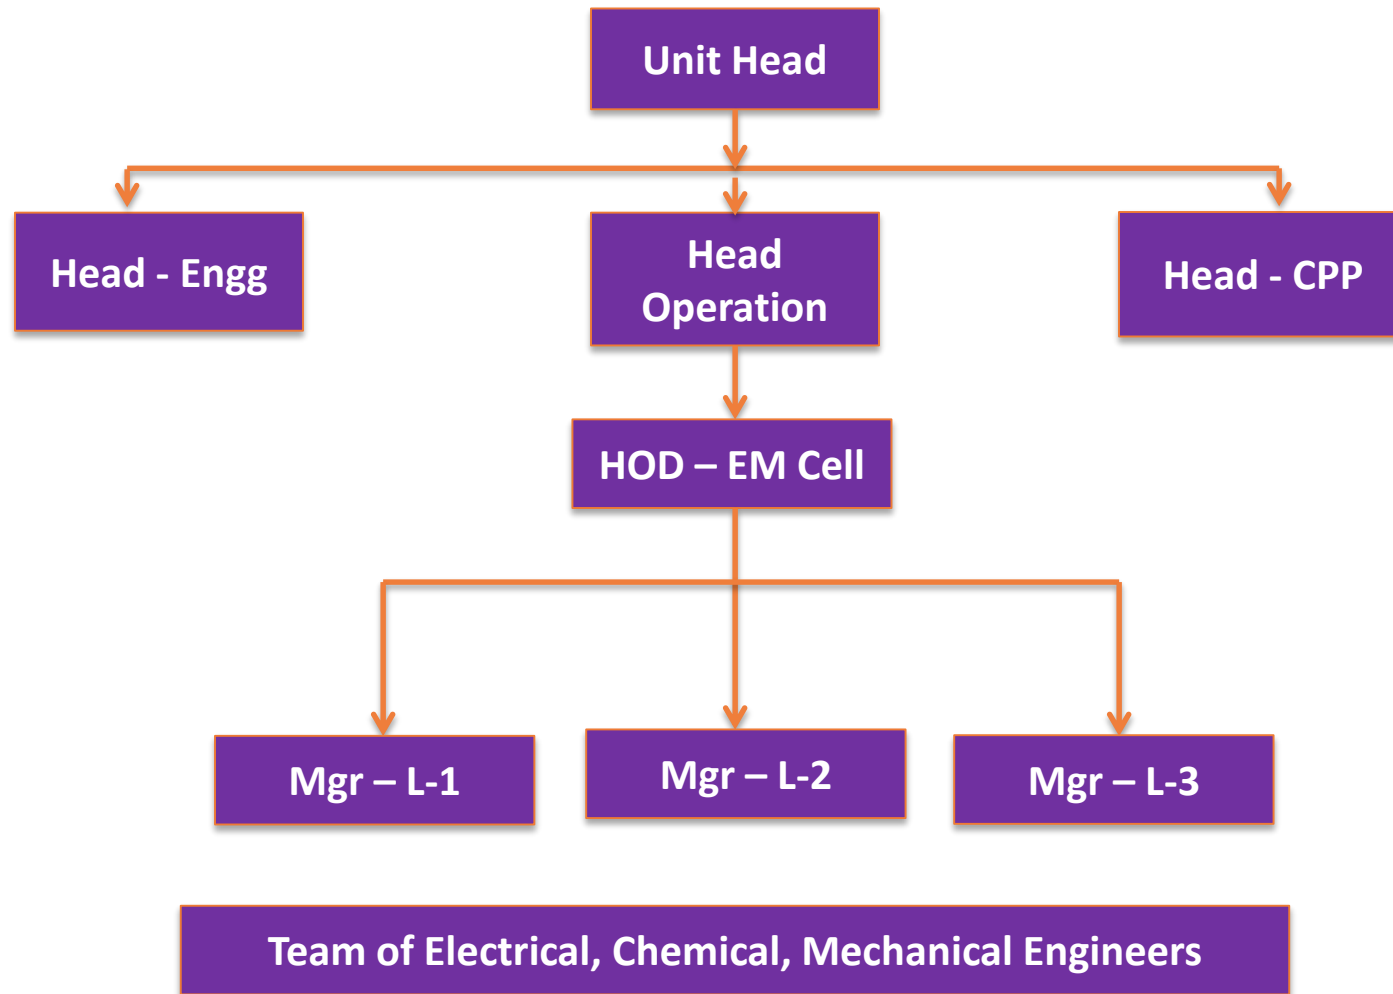 Unit Head
Head - Engg
Head
Operation
Head - CPP
HOD – EM Cell
Mgr – L-1
Mgr – L-2
Mgr – L-3
Team of Electrical, Chemical, Mechanical Engineers